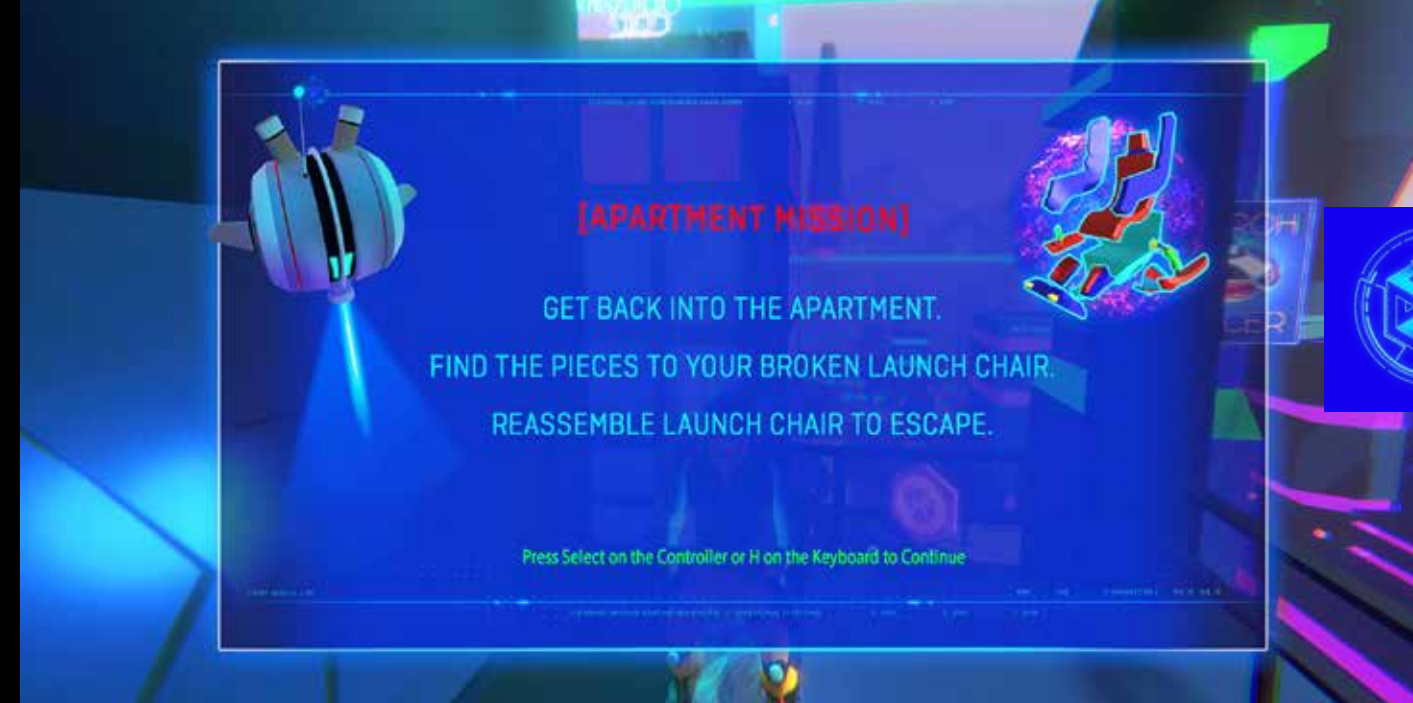 [APARTMENT MISSION]
GET BACK INTO THE APARTMENT.
FIND THE PIECES TO YOUR BROKEN LAUNCH CHAIR.
REASSEMBLE LAUNCH CHAIR TO ESCAPE.
Press Select on the Controller or H on the Keyboard to Continue